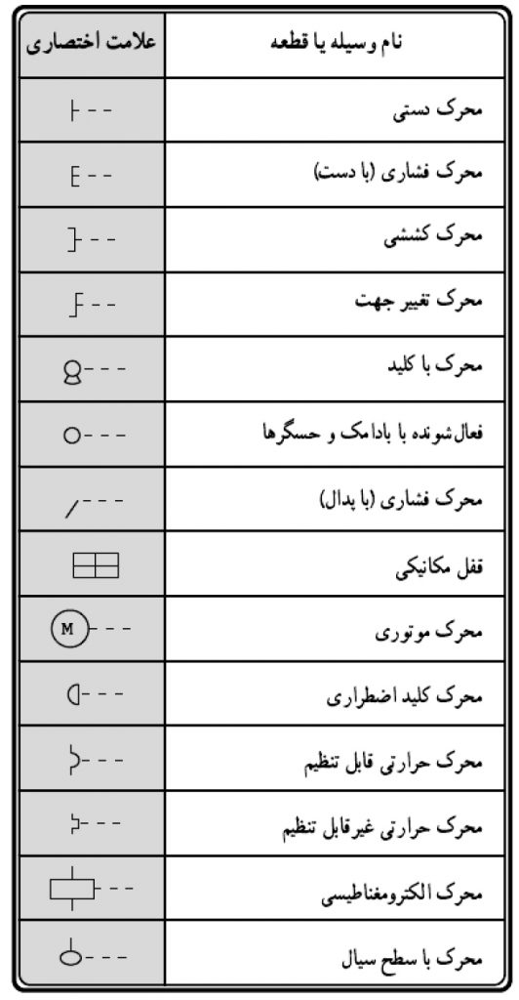 نام وسیله یا قطعه علامت اختصاری
محرک دستی
محرک فشاری (با دست)
محرک کششی
محرک تغییر جهت
محرک با کلید
فعال‌شونده با بادامک و حسگرها
محرک فشاری (با پدال)
قفل مکانیکی
محرک موتوری M
محرک کلید اضطراری
محرک حرارتی قابل تنظیم
محرک حرارتی غیرقابل تنظیم
محرک الکترومغناطیسی
محرک با سطح سیال